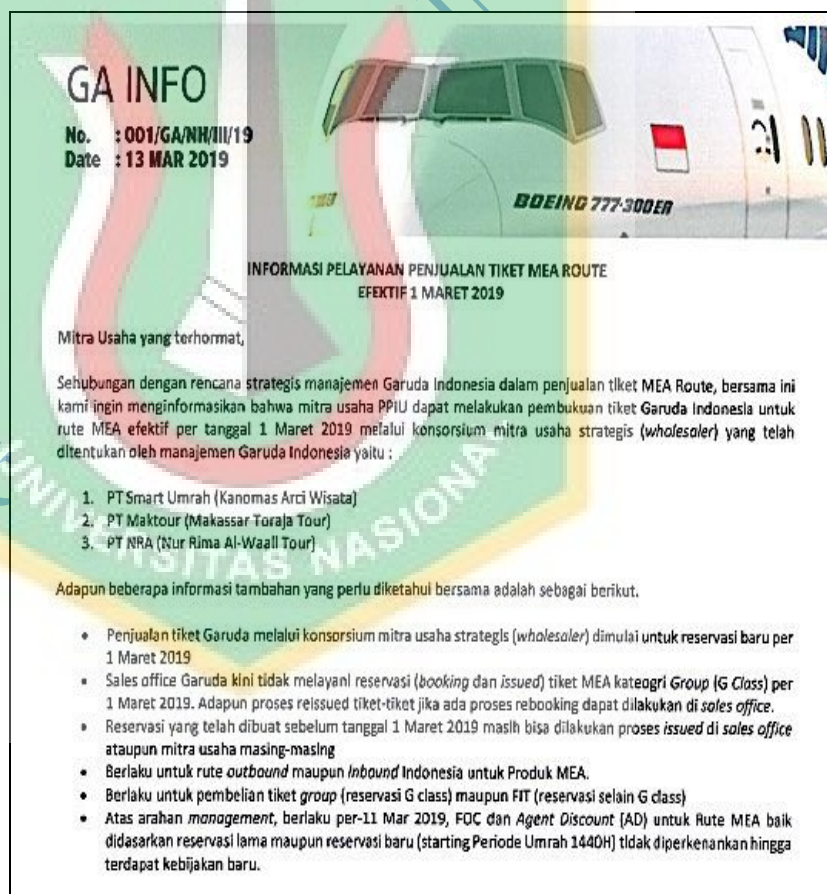 GA INFO
No. : 001/GA/NH/III/19
Date : 13 MAR 2019
BOEING 777-300ER
INFORMASI PELAYANAN PENJUALAN TIKET MEA ROUTE
EFEKTIF 1 MARET 2019
Mitra Usaha yang terhormat,
Sehubungan dengan rencana strategis manajemen Garuda Indonesia dalam penjualan tiket MEA Route, bersama ini
kami ingin menginformasikan bahwa mitra usaha PPIU dapat melakukan pembukuan tiket Garuda Indonesia untuk
rute MEA efektif per tanggal 1 Maret 2019 melalui konsorsium mitra usaha strategis (wholesaler) yang telah
ditentukan oleh manajemen Garuda Indonesia yaitu :
1. PT Smart Umrah (Kanomas Arci Wisata)
2. PT Maktour (Makassar Toraja Tour)
3. PT NRA (Nur Rima Al-Waali Tour)
UNIVERSITAS NASIONAL
Adapun beberapa informasi tambahan yang perlu diketahui bersama adalah sebagai berikut.
• Penjualan tiket Garuda melalui konsorsium mitra usaha strategis (wholesaler) dimulai untuk reservasi baru per
1 Maret 2019
• Sales office Garuda kini tidak melayani reservasi (booking dan issued) tiket MEA kateagri Group (G Class) per
1 Maret 2019. Adapun proses reissued tiket-tiket jika ada proses rebooking dapat dilakukan di sales office.
• Reservasi yang telah dibuat sebelum tanggal 1 Maret 2019 masih bisa dilakukan proses issued di sales office
ataupun mitra usaha masing-masing
• Berlaku untuk rute outbound maupun inbound Indonesia untuk Produk MEA.
• Berlaku untuk pembelian tiket group (reservasi G class) maupun FIT (reservasi selain G class)
• Atas arahan management, berlaku per-11 Mar 2019, FOC dan Agent Discount (AD) untuk Rute MEA baik
didasarkan reservasi lama maupun reservasi baru (starting Periode Umrah 1440H) tidak diperkenankan hingga
terdapat kebijakan baru.